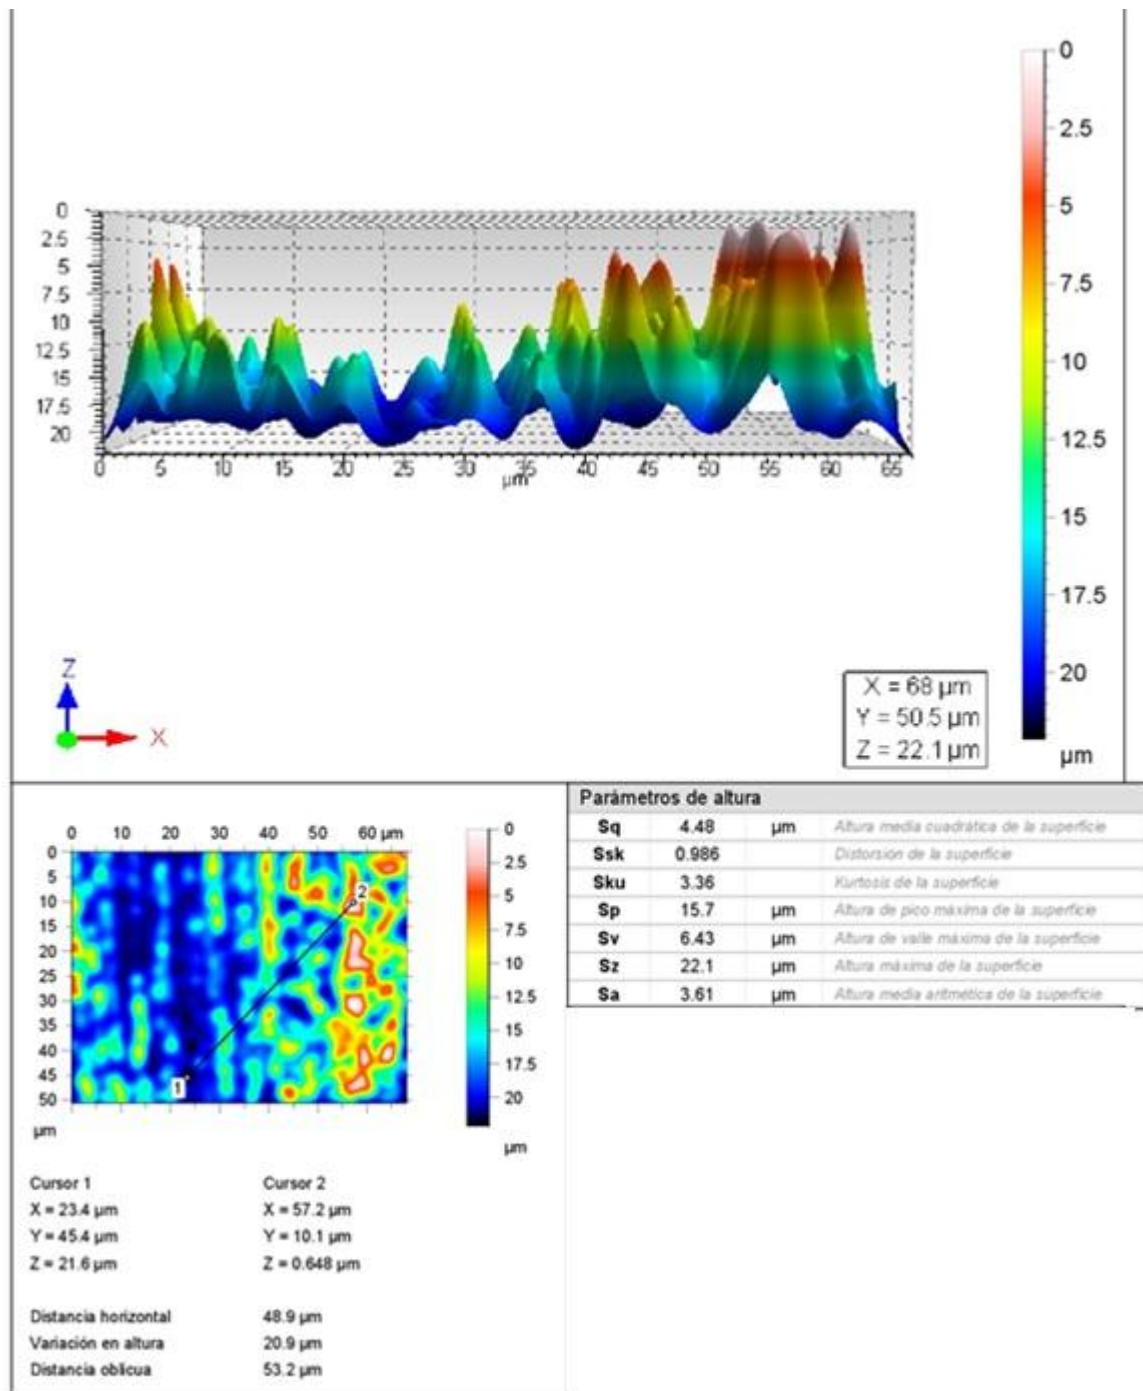 0
2.5
5
7.5
10
12.5
15
17.5
20
µm
0
2.5
5
7.5
10
12.5
15
17.5
20
0 5 10 15 20 25 30 35 40 45 50 55 60 65
µm
Z
X
X = 68 µm
Y = 50.5 µm
Z = 22.1 µm
0 10 20 30 40 50 60 µm
0
5
10
15
20
25
30
35
40
45
50
µm
2
1
0
2.5
5
7.5
10
12.5
15
17.5
20
µm
Parámetros de altura
Sq 4.48 µm Altura media cuadrática de la superficie
Ssk 0.986 Distorsión de la superficie
Sku 3.36 Kurtosis de la superficie
Sp 15.7 µm Altura de pico máxima de la superficie
Sv 6.43 µm Altura de valle máxima de la superficie
Sz 22.1 µm Altura máxima de la superficie
Sa 3.61 µm Altura media aritmética de la superficie
Cursor 1 Cursor 2
X = 23.4 µm X = 57.2 µm
Y = 45.4 µm Y = 10.1 µm
Z = 21.6 µm Z = 0.648 µm
Distancia horizontal 48.9 µm
Variación en altura 20.9 µm
Distancia oblicua 53.2 µm